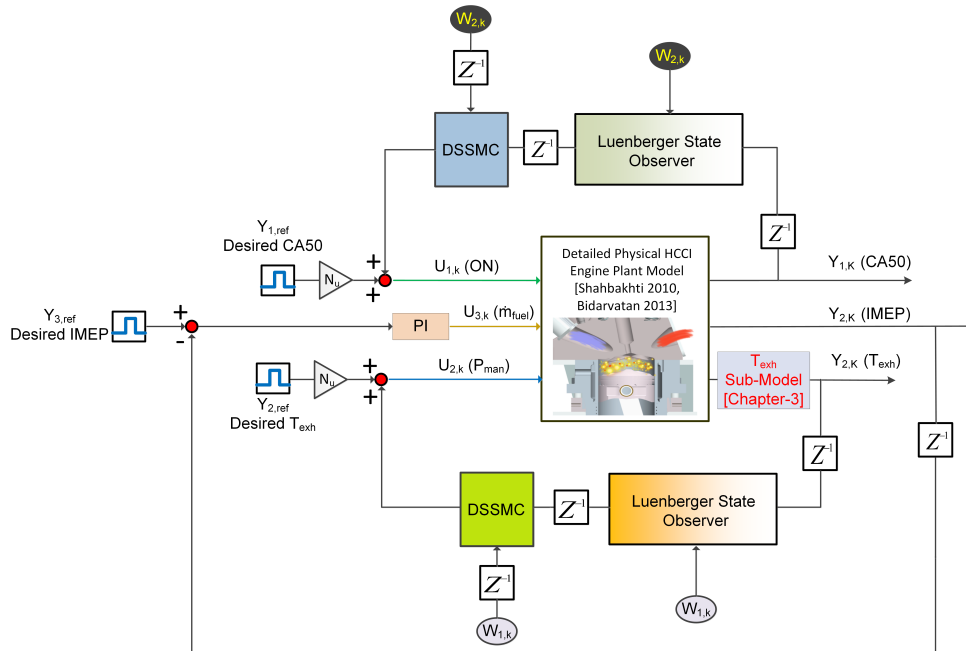 W2,k
Z⁻¹
W2,k
DSSMC
Z⁻¹
Luenberger State
Observer
Z⁻¹
Y1,ref
Desired CA50
Nu
+
+
U1,k (ON)
Detailed Physical HCCI
Engine Plant Model
[Shahbakhti 2010,
Bidarvatan 2013]
Y1,K (CA50)
Y3,ref
Desired IMEP
+
-
PI
U3,k (ṁfuel)
Y2,K (IMEP)
Nu
Y2,ref
Desired Texh
+
+
U2,k (Pman)
Texh
Sub-Model
[Chapter-3]
Y2,K (Texh)
Z⁻¹
Z⁻¹
DSSMC
Z⁻¹
Luenberger State
Observer
Z⁻¹
W1,k
W1,k